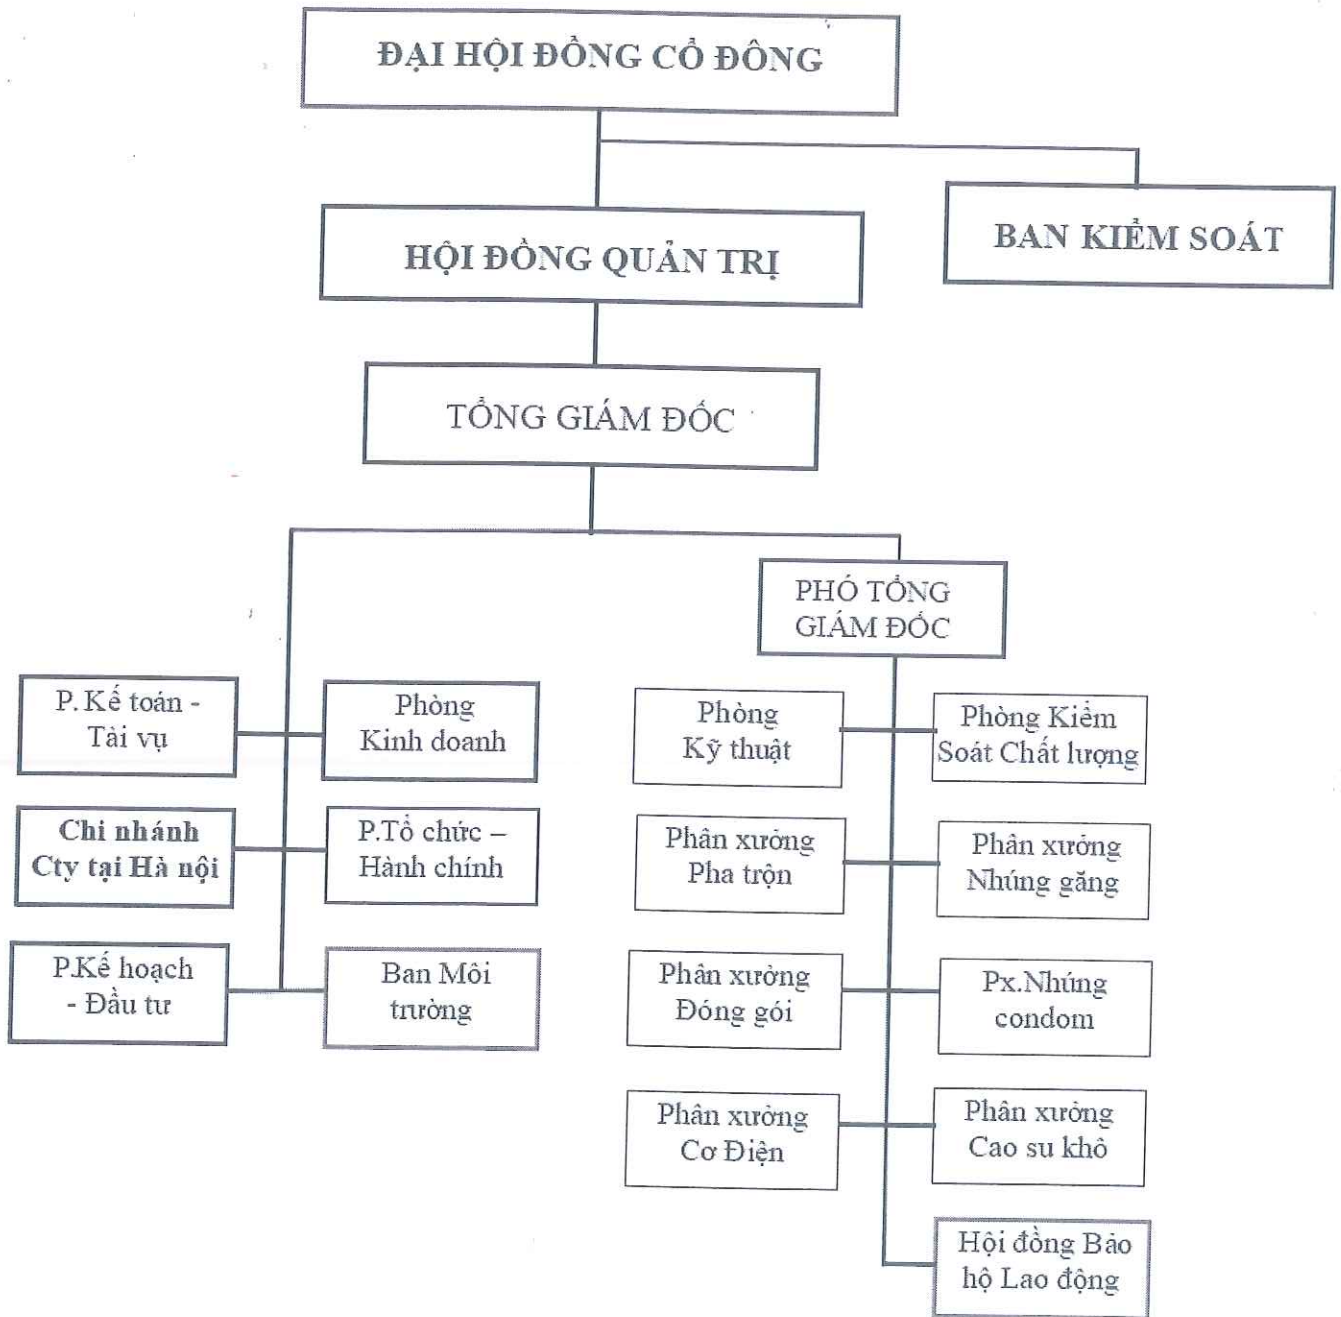 ĐẠI HỘI ĐỒNG CỔ ĐÔNG
BAN KIỂM SOÁT
HỘI ĐỒNG QUẢN TRỊ
TỔNG GIÁM ĐỐC
PHÓ TỔNG
GIÁM ĐỐC
P. Kế toán -
Tài vụ
Phòng
Kinh doanh
Phòng
Kỹ thuật
Phòng Kiểm
Soát Chất lượng
Chi nhánh
Cty tại Hà nội
P.Tổ chức –
Hành chính
Phân xưởng
Pha trộn
Phân xưởng
Nhúng găng
P.Kế hoạch
- Đầu tư
Ban Môi
trường
Phân xưởng
Đóng gói
Px.Nhúng
condom
Phân xưởng
Cơ Điện
Phân xưởng
Cao su khô
Hội đồng Bảo
hộ Lao động